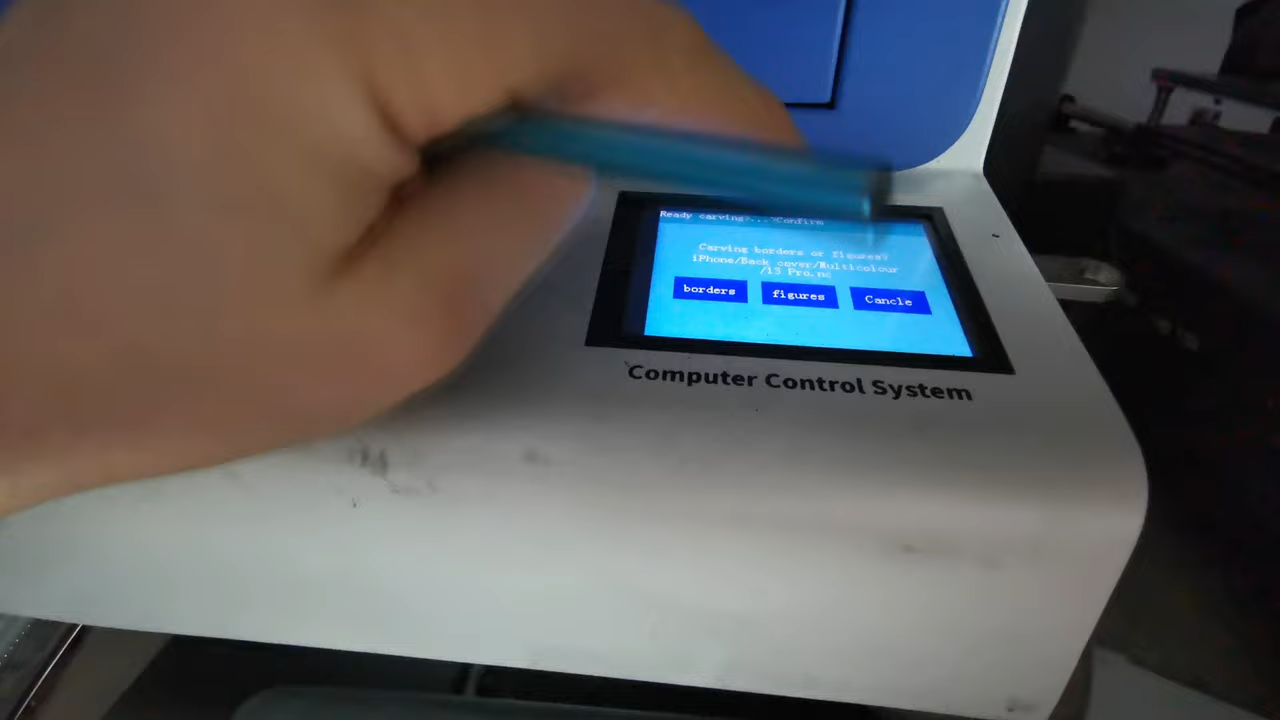 Ready carving?...>Confirm
Carving borders or figures?
iPhone/Back cover/Multicolour
/13 Pro.nc
borders
figures
Cancle
Computer Control System